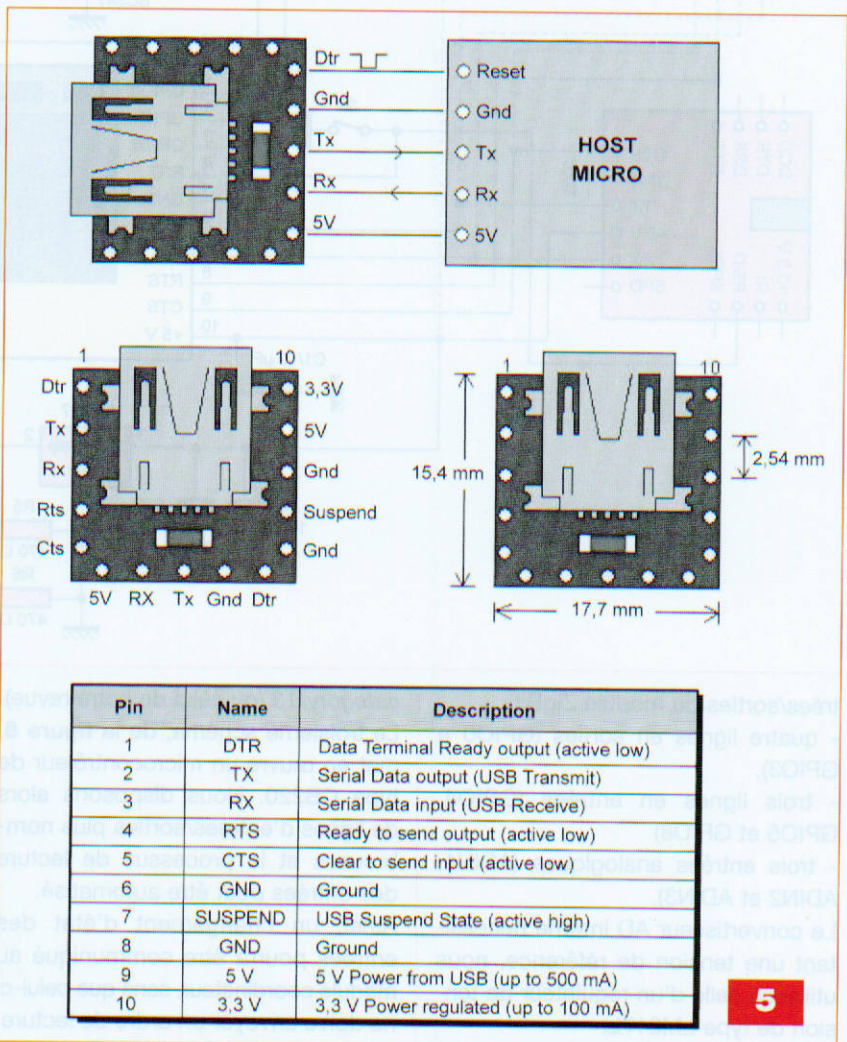 Dtr
Gnd
Tx
Rx
5V
Reset
Gnd
Tx
Rx
5V
HOST
MICRO
1 10
Dtr 3,3V
Tx 5V
Rx Gnd
Rts Suspend
Cts Gnd
5V RX Tx Gnd Dtr
1 10
15,4 mm
2,54 mm
17,7 mm
Pin Name Description
1 DTR Data Terminal Ready output (active low)
2 TX Serial Data output (USB Transmit)
3 RX Serial Data input (USB Receive)
4 RTS Ready to send output (active low)
5 CTS Clear to send input (active low)
6 GND Ground
7 SUSPEND USB Suspend State (active high)
8 GND Ground
9 5 V 5 V Power from USB (up to 500 mA)
10 3,3 V 3,3 V Power regulated (up to 100 mA)
5